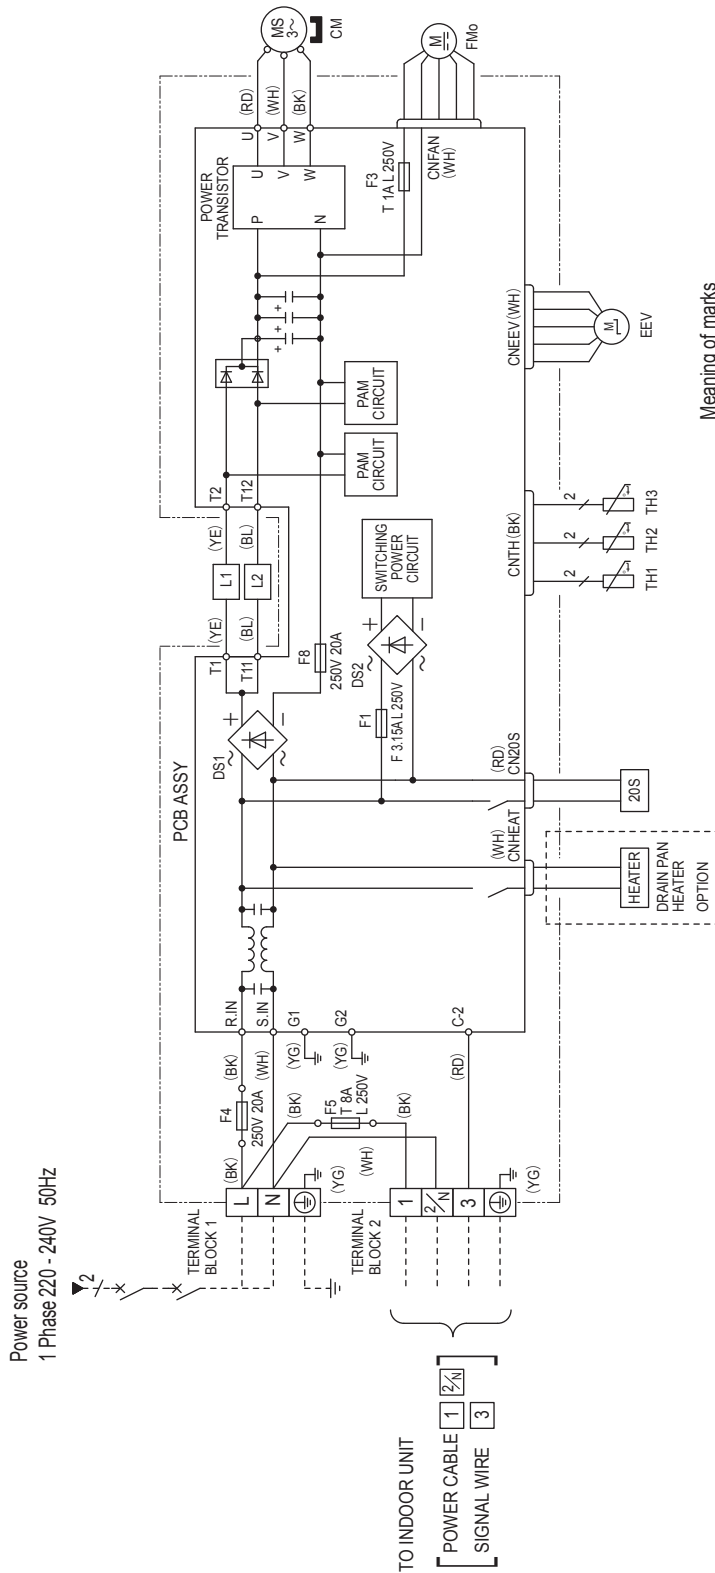 Power source
1 Phase 220 - 240V 50Hz
2
TERMINAL
BLOCK 1
L
N
(YG)
(BK)
F4
250V 20A
(BK)
(WH)
(BK)
F5
T 8A
L 250V
(BK)
(WH)
TERMINAL
BLOCK 2
1
2/N
3
(YG)
(RD)
TO INDOOR UNIT
POWER CABLE 1 2/N
SIGNAL WIRE 3
PCB ASSY
R.IN
S.IN
G1
(YG)
G2
(YG)
C-2
DS1
+
−
~
~
T1
T11
(YE)
(BL)
L1
L2
(YE)
(BL)
T2
T12
F8
250V 20A
F1
F 3.15A L 250V
DS2
+
−
~
~
SWITCHING
POWER
CIRCUIT
PAM
CIRCUIT
PAM
CIRCUIT
+
+
+
POWER
TRANSISTOR
P
N
U
V
W
U
V
W
(RD)
(WH)
(BK)
MS
3~
CM
F3
T 1A L 250V
CNFAN
(WH)
M
FMo
(WH)
CNHEAT
HEATER
DRAIN PAN
HEATER
OPTION
(RD)
CN20S
20S
CNTH (BK)
2
2
2
TH1
TH2
TH3
CNEEV (WH)
M
EEV
Meaning of marks